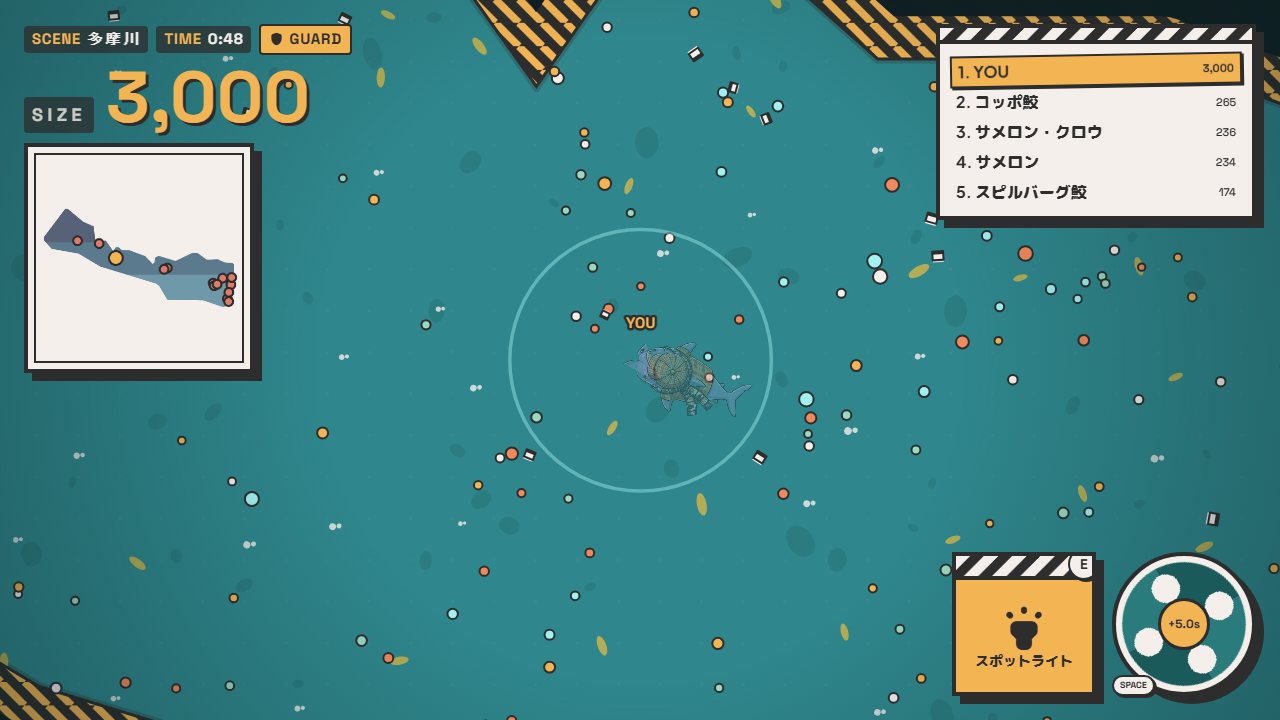 SCENE 多摩川 TIME 0:48 GUARD
SIZE 3,000
1. YOU 3,000
2. コッポ鮫 265
3. サメロン・クロウ 236
4. サメロン 234
5. スピルバーグ鮫 174
YOU
E
スポットライト
+5.0s
SPACE